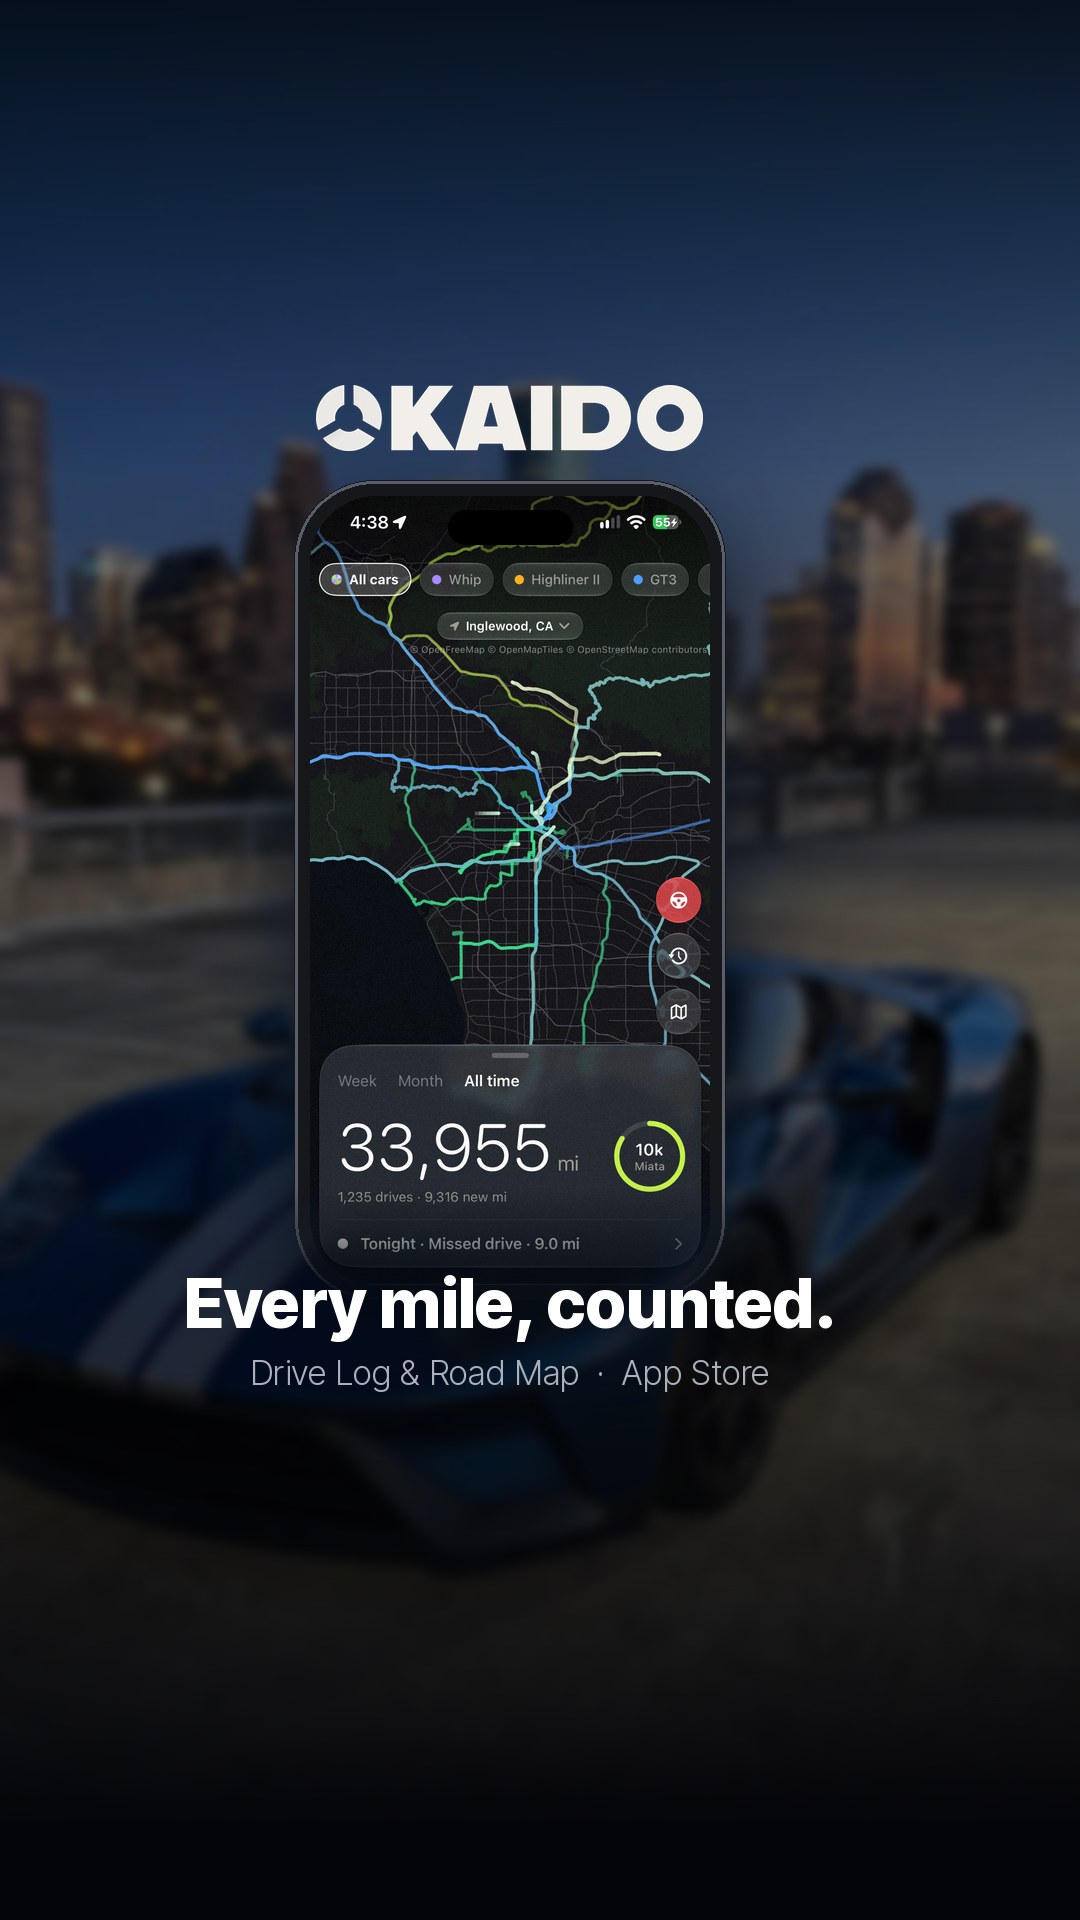 KAIDO
4:38
55
All cars
Whip
Highliner II
GT3
Inglewood, CA
© OpenFreeMap © OpenMapTiles © OpenStreetMap contributors
Week
Month
All time
33,955 mi
10k
Miata
1,235 drives · 9,316 new mi
Tonight · Missed drive · 9.0 mi
Every mile, counted.
Drive Log & Road Map · App Store